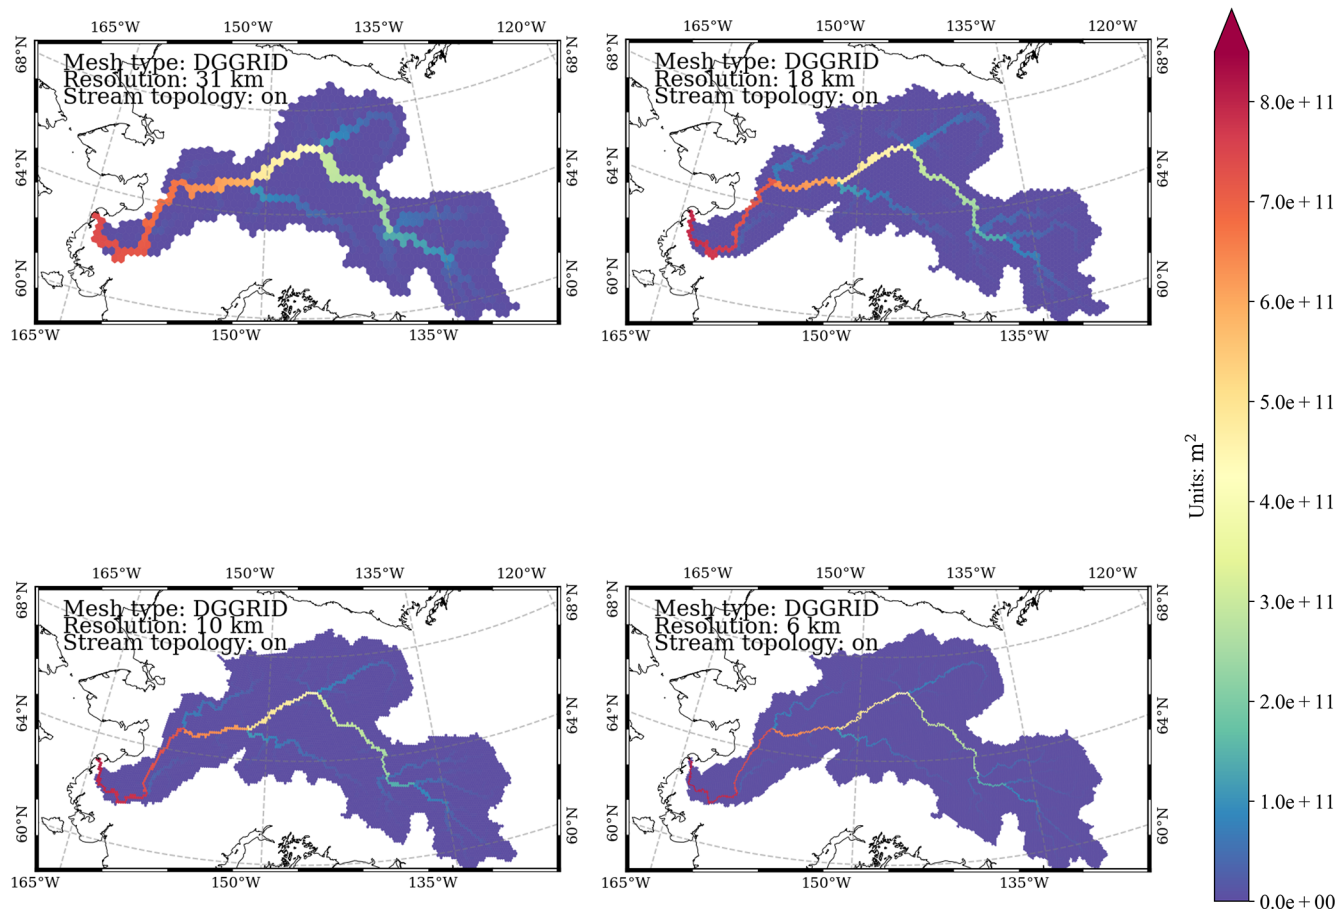 165°W 150°W 135°W 120°W
68°N
64°N
60°N
Mesh type: DGGRID
Resolution: 31 km
Stream topology: on
68°N
64°N
60°N
165°W 150°W 135°W
165°W 150°W 135°W 120°W
68°N
64°N
60°N
Mesh type: DGGRID
Resolution: 18 km
Stream topology: on
68°N
64°N
60°N
165°W 150°W 135°W
165°W 150°W 135°W 120°W
68°N
64°N
60°N
Mesh type: DGGRID
Resolution: 10 km
Stream topology: on
68°N
64°N
60°N
165°W 150°W 135°W
165°W 150°W 135°W 120°W
68°N
64°N
60°N
Mesh type: DGGRID
Resolution: 6 km
Stream topology: on
68°N
64°N
60°N
165°W 150°W 135°W
Units: m²
8.0e + 11
7.0e + 11
6.0e + 11
5.0e + 11
4.0e + 11
3.0e + 11
2.0e + 11
1.0e + 11
0.0e + 00